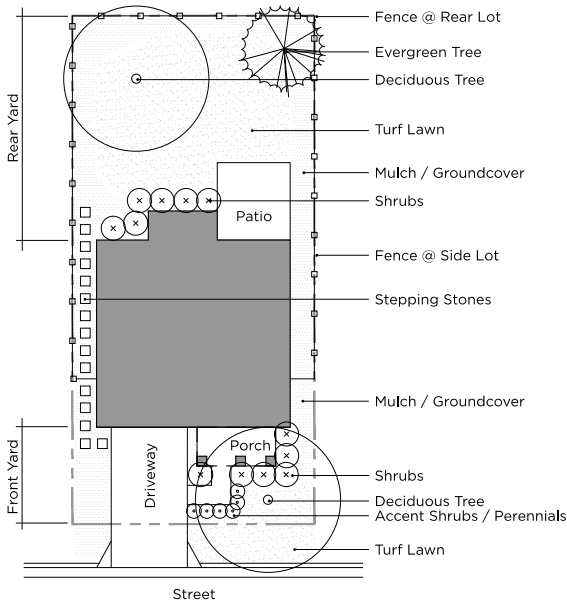 Fence @ Rear Lot
Evergreen Tree
Deciduous Tree
Rear Yard
Turf Lawn
Mulch / Groundcover
Shrubs
Patio
Fence @ Side Lot
Stepping Stones
Mulch / Groundcover
Front Yard
Driveway
Porch
Shrubs
Deciduous Tree
Accent Shrubs / Perennials
Turf Lawn
Street